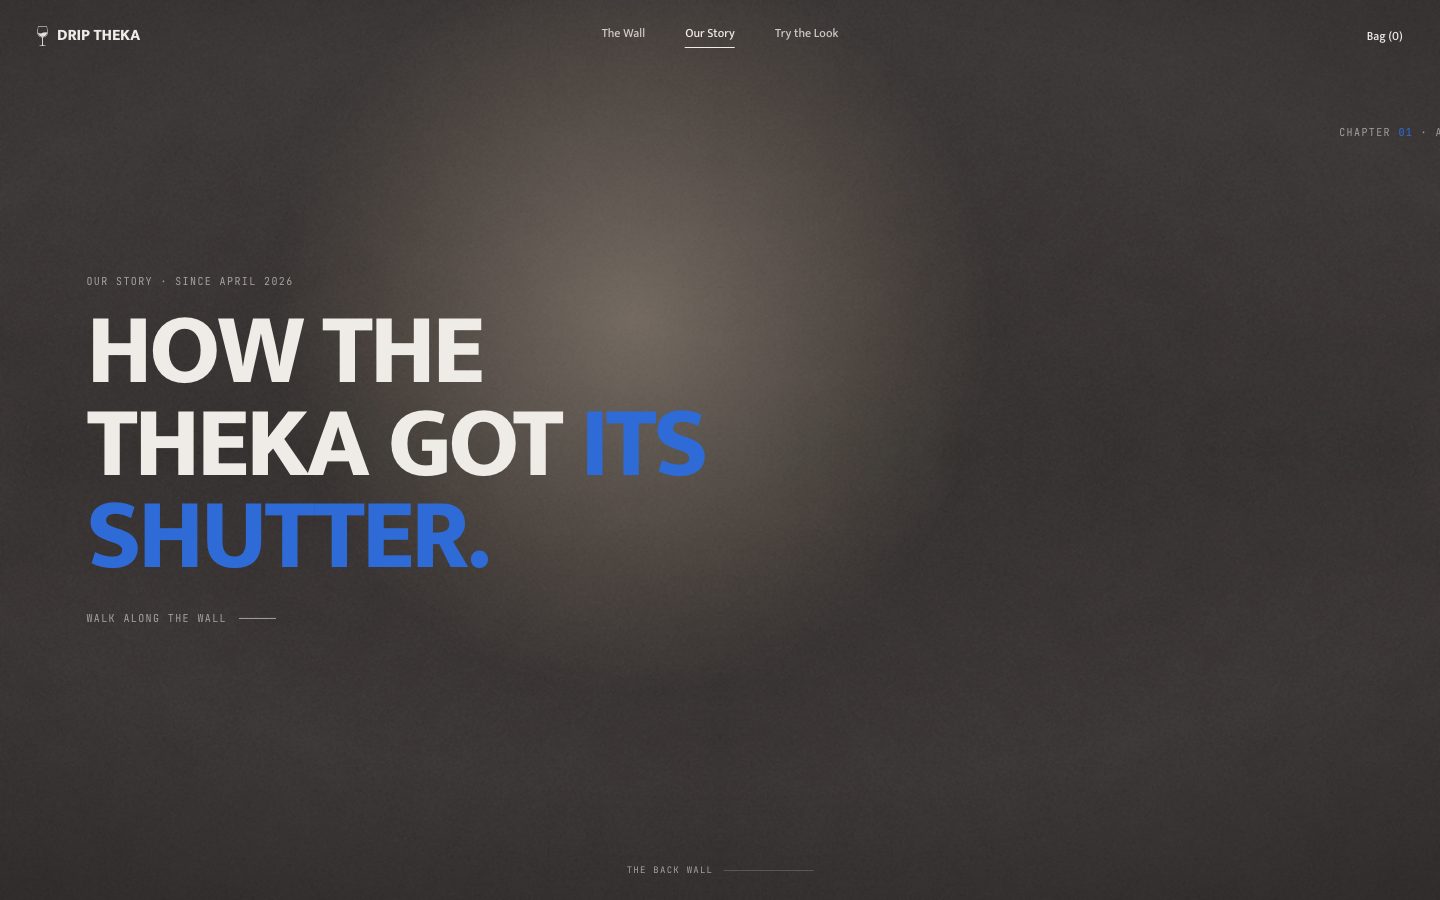 DRIP THEKA
The Wall
Our Story
Try the Look
Bag (0)
CHAPTER 01 ·
OUR STORY · SINCE APRIL 2026
HOW THE
THEKA GOT ITS
SHUTTER.
WALK ALONG THE WALL
THE BACK WALL